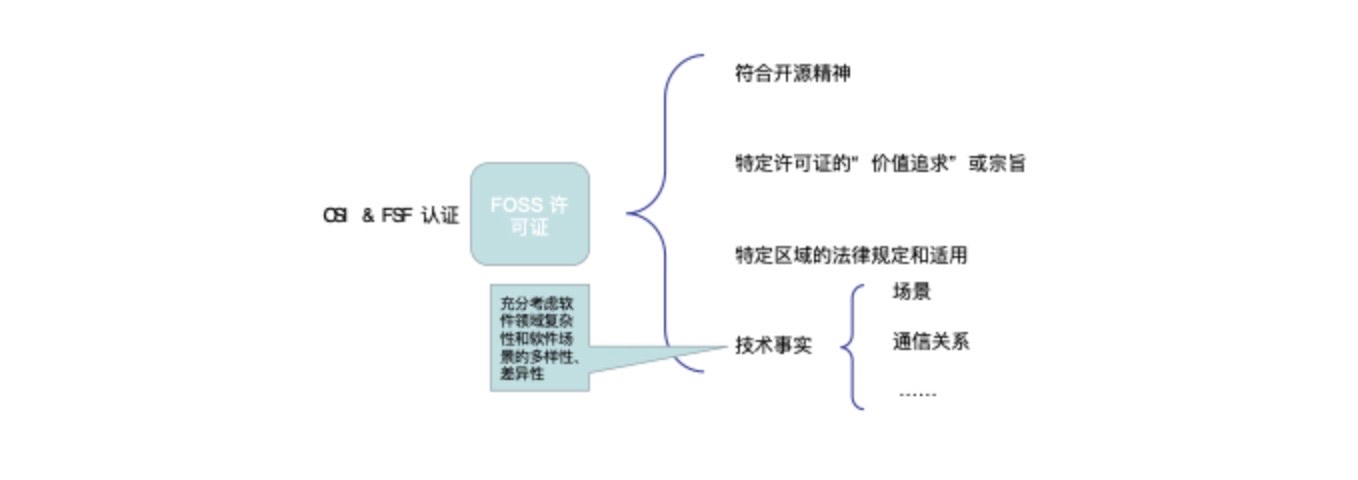 符合开源精神
特定许可证的“价值追求”或宗旨
OSI & FSF 认证
FOSS 许
可证
特定区域的法律规定和适用
充分考虑软
件领域复杂
性和软件场
景的多样性、
差异性
技术事实
场景
通信关系
……